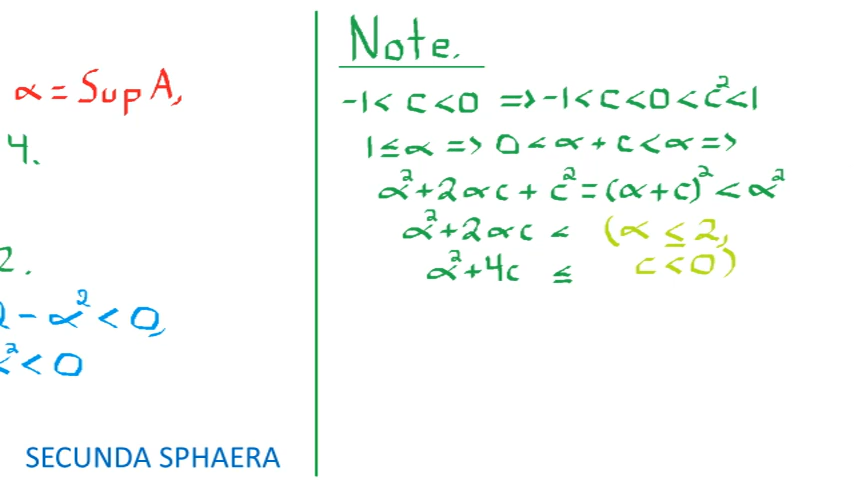 α = Sup A,
4.
2.
2 - α² < 0,
² < 0
SECUNDA SPHAERA
Note.
-1 < c < 0 => -1 < c < 0 < c² < 1
1 ≤ α => 0 < α + c < α =>
α² + 2αc + c² = (α + c)² < α²
α² + 2αc < (α ≤ 2,
α² + 4c ≤ c < 0)